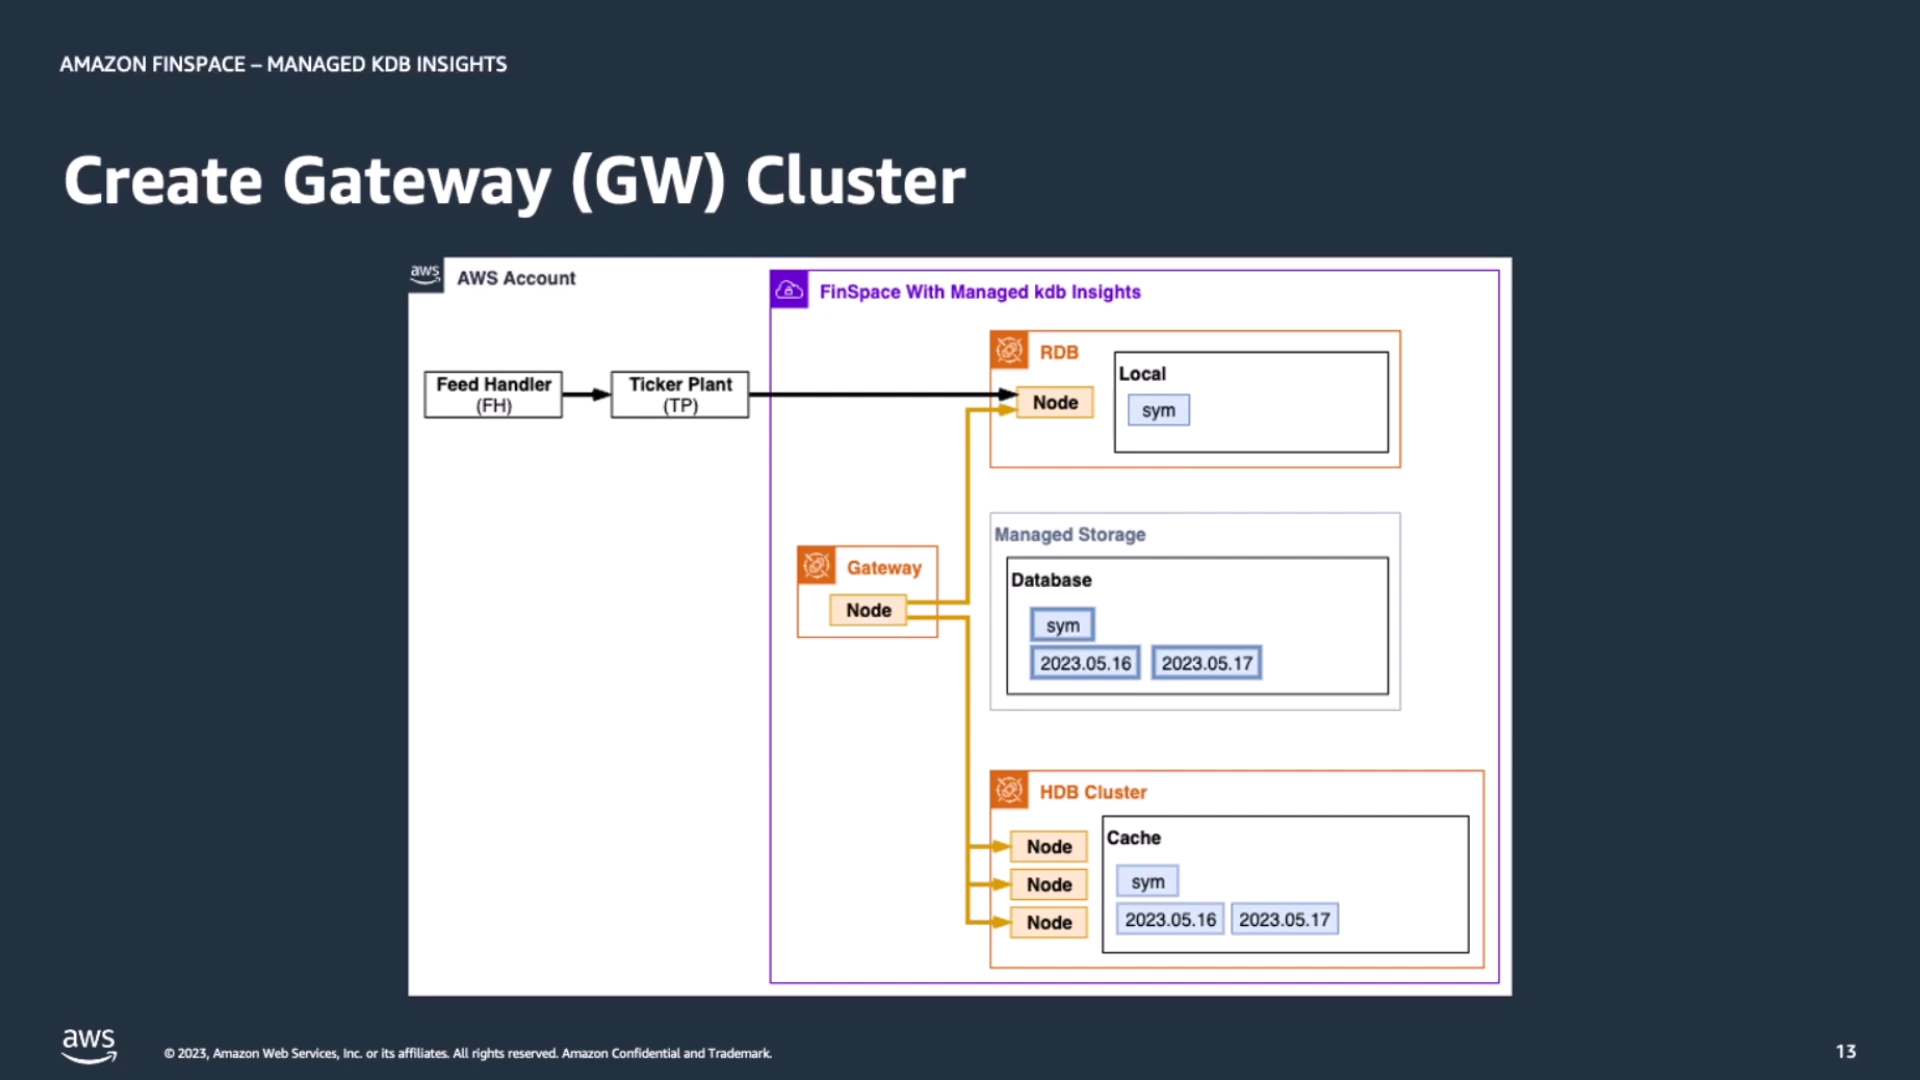 AMAZON FINSPACE – MANAGED KDB INSIGHTS
Create Gateway (GW) Cluster
aws
AWS Account
FinSpace With Managed kdb Insights
RDB
Local
sym
Node
Feed Handler
(FH)
Ticker Plant
(TP)
Managed Storage
Database
sym
2023.05.16
2023.05.17
Gateway
Node
HDB Cluster
Node
Node
Node
Cache
sym
2023.05.16
2023.05.17
aws
© 2023, Amazon Web Services, Inc. or its affiliates. All rights reserved. Amazon Confidential and Trademark.
13